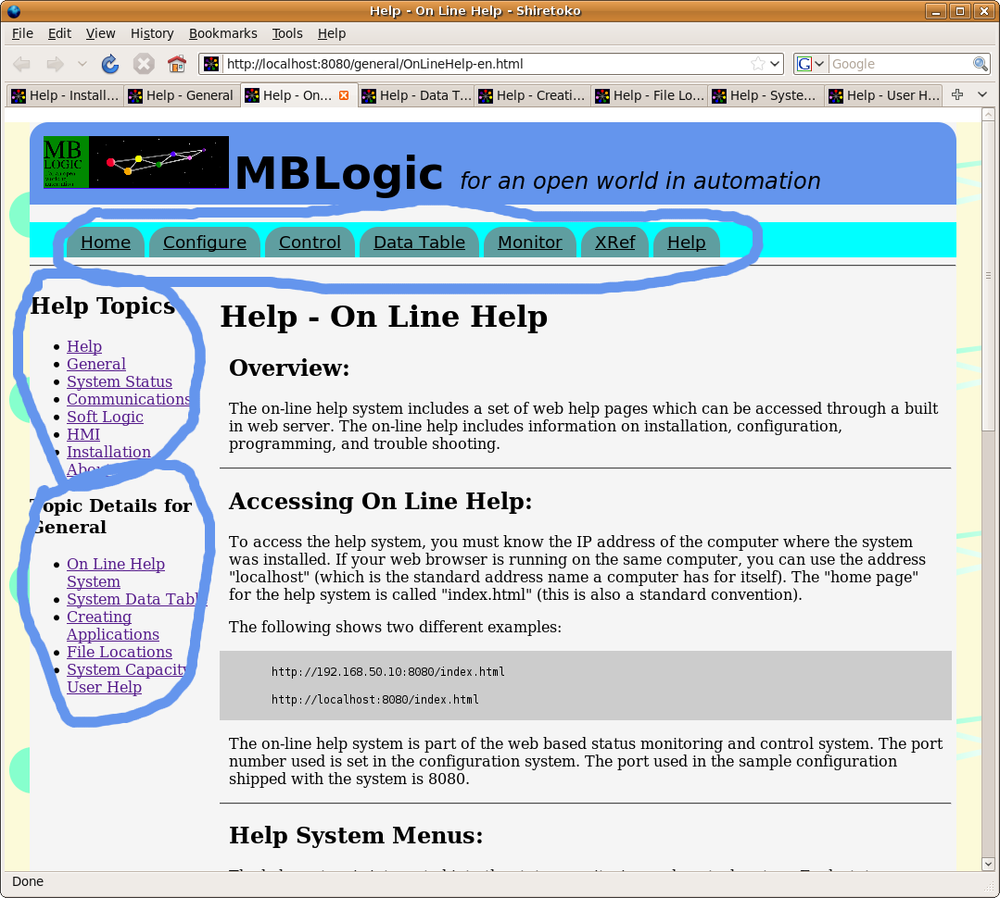 Help - On Line Help - Shiretoko
File Edit View History Bookmarks Tools Help
http://localhost:8080/general/OnLineHelp-en.html
G Google
Help - Install... Help - General Help - On... Help - Data T... Help - Creati... Help - File Lo... Help - Syste... Help - User H...
MB
LOGIC
MBLogic for an open world in automation
Home Configure Control Data Table Monitor XRef Help
Help Topics
Help
General
System Status
Communications
Soft Logic
HMI
Installation
Topic Details for
General
On Line Help
System
System Data Table
Creating
Applications
File Locations
System Capacity
User Help
Help - On Line Help
Overview:
The on-line help system includes a set of web help pages which can be accessed through a built
in web server. The on-line help includes information on installation, configuration,
programming, and trouble shooting.
Accessing On Line Help:
To access the help system, you must know the IP address of the computer where the system
was installed. If your web browser is running on the same computer, you can use the address
"localhost" (which is the standard address name a computer has for itself). The "home page"
for the help system is called "index.html" (this is also a standard convention).
The following shows two different examples:
http://192.168.50.10:8080/index.html
http://localhost:8080/index.html
The on-line help system is part of the web based status monitoring and control system. The port
number used is set in the configuration system. The port used in the sample configuration
shipped with the system is 8080.
Help System Menus:
Done